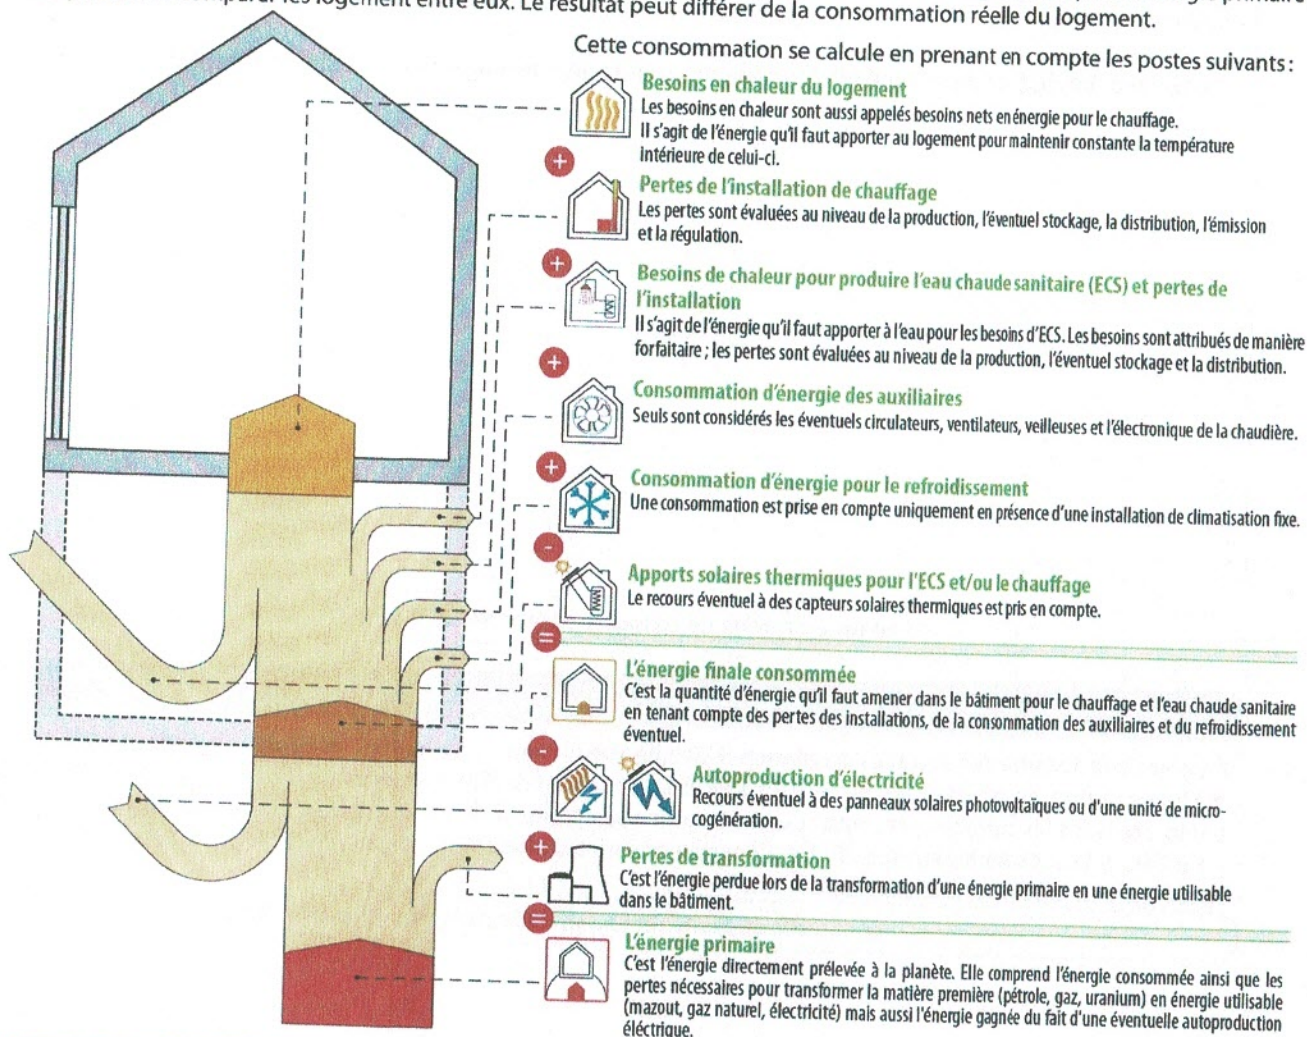 les logement entre eux. Le résultat peut différer de la consommation réelle du logement.
Cette consommation se calcule en prenant en compte les postes suivants :
Besoins en chaleur du logement
Les besoins en chaleur sont aussi appelés besoins nets en énergie pour le chauffage.
Il s'agit de l'énergie qu'il faut apporter au logement pour maintenir constante la température
intérieure de celui-ci.
+
Pertes de l'installation de chauffage
Les pertes sont évaluées au niveau de la production, l'éventuel stockage, la distribution, l'émission
et la régulation.
+
Besoins de chaleur pour produire l'eau chaude sanitaire (ECS) et pertes de
l'installation
Il s'agit de l'énergie qu'il faut apporter à l'eau pour les besoins d'ECS. Les besoins sont attribués de manière
forfaitaire ; les pertes sont évaluées au niveau de la production, l'éventuel stockage et la distribution.
+
Consommation d'énergie des auxiliaires
Seuls sont considérés les éventuels circulateurs, ventilateurs, veilleuses et l'électronique de la chaudière.
+
Consommation d'énergie pour le refroidissement
Une consommation est prise en compte uniquement en présence d'une installation de climatisation fixe.
-
Apports solaires thermiques pour l'ECS et/ou le chauffage
Le recours éventuel à des capteurs solaires thermiques est pris en compte.
=
L'énergie finale consommée
C'est la quantité d'énergie qu'il faut amener dans le bâtiment pour le chauffage et l'eau chaude sanitaire
en tenant compte des pertes des installations, de la consommation des auxiliaires et du refroidissement
éventuel.
-
Autoproduction d'électricité
Recours éventuel à des panneaux solaires photovoltaïques ou d'une unité de micro-
cogénération.
+
Pertes de transformation
C'est l'énergie perdue lors de la transformation d'une énergie primaire en une énergie utilisable
dans le bâtiment.
=
L'énergie primaire
C'est l'énergie directement prélevée à la planète. Elle comprend l'énergie consommée ainsi que les
pertes nécessaires pour transformer la matière première (pétrole, gaz, uranium) en énergie utilisable
(mazout, gaz naturel, électricité) mais aussi l'énergie gagnée du fait d'une éventuelle autoproduction
éléctrique.